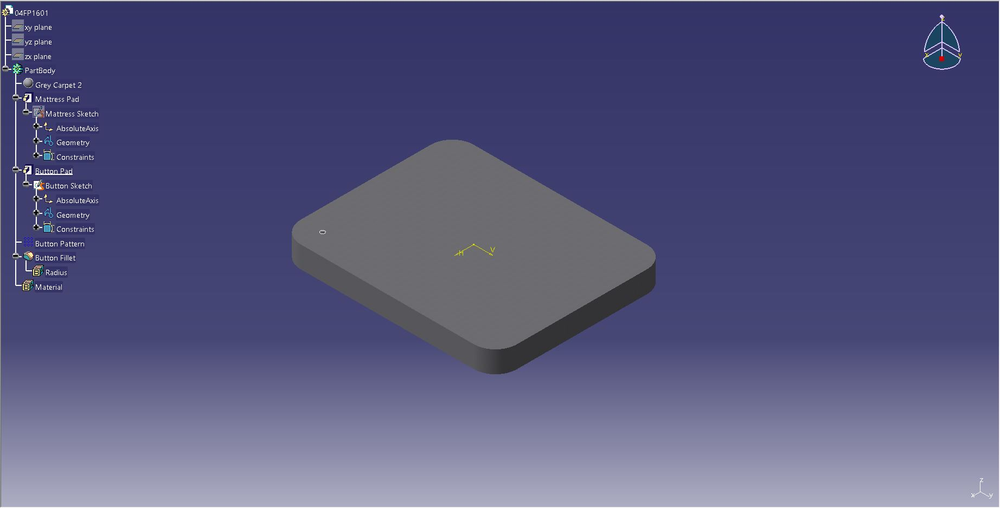 04FP1601
xy plane
yz plane
zx plane
PartBody
Grey Carpet 2
Mattress Pad
Mattress Sketch
AbsoluteAxis
Geometry
Constraints
Button Pad
Button Sketch
AbsoluteAxis
Geometry
Constraints
Button Pattern
Button Fillet
Radius
Material
z
x y
H V
z
x y